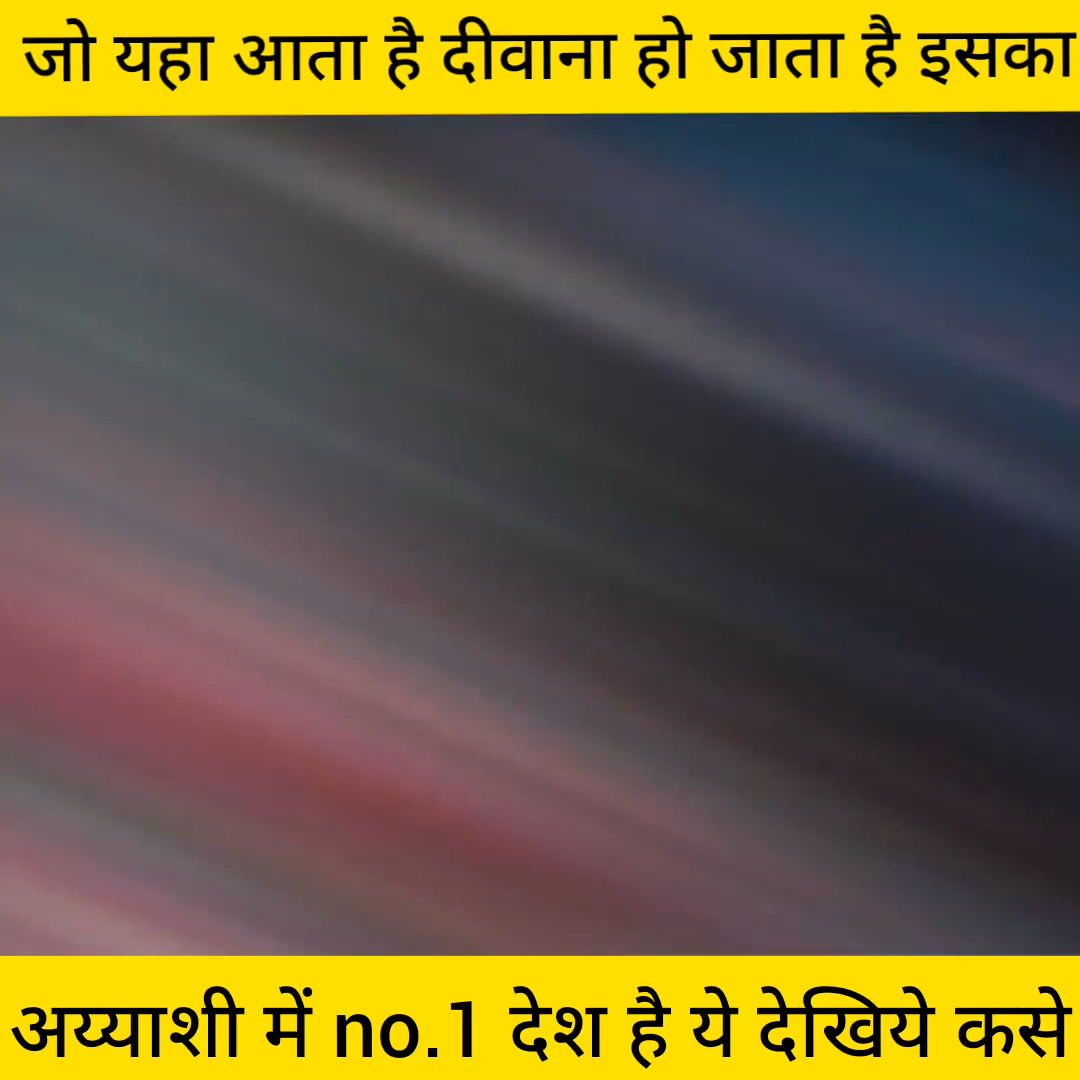 जो यहा आता है दीवाना हो जाता है इसका
अय्याशी में no.1 देश है ये देखिये कसे